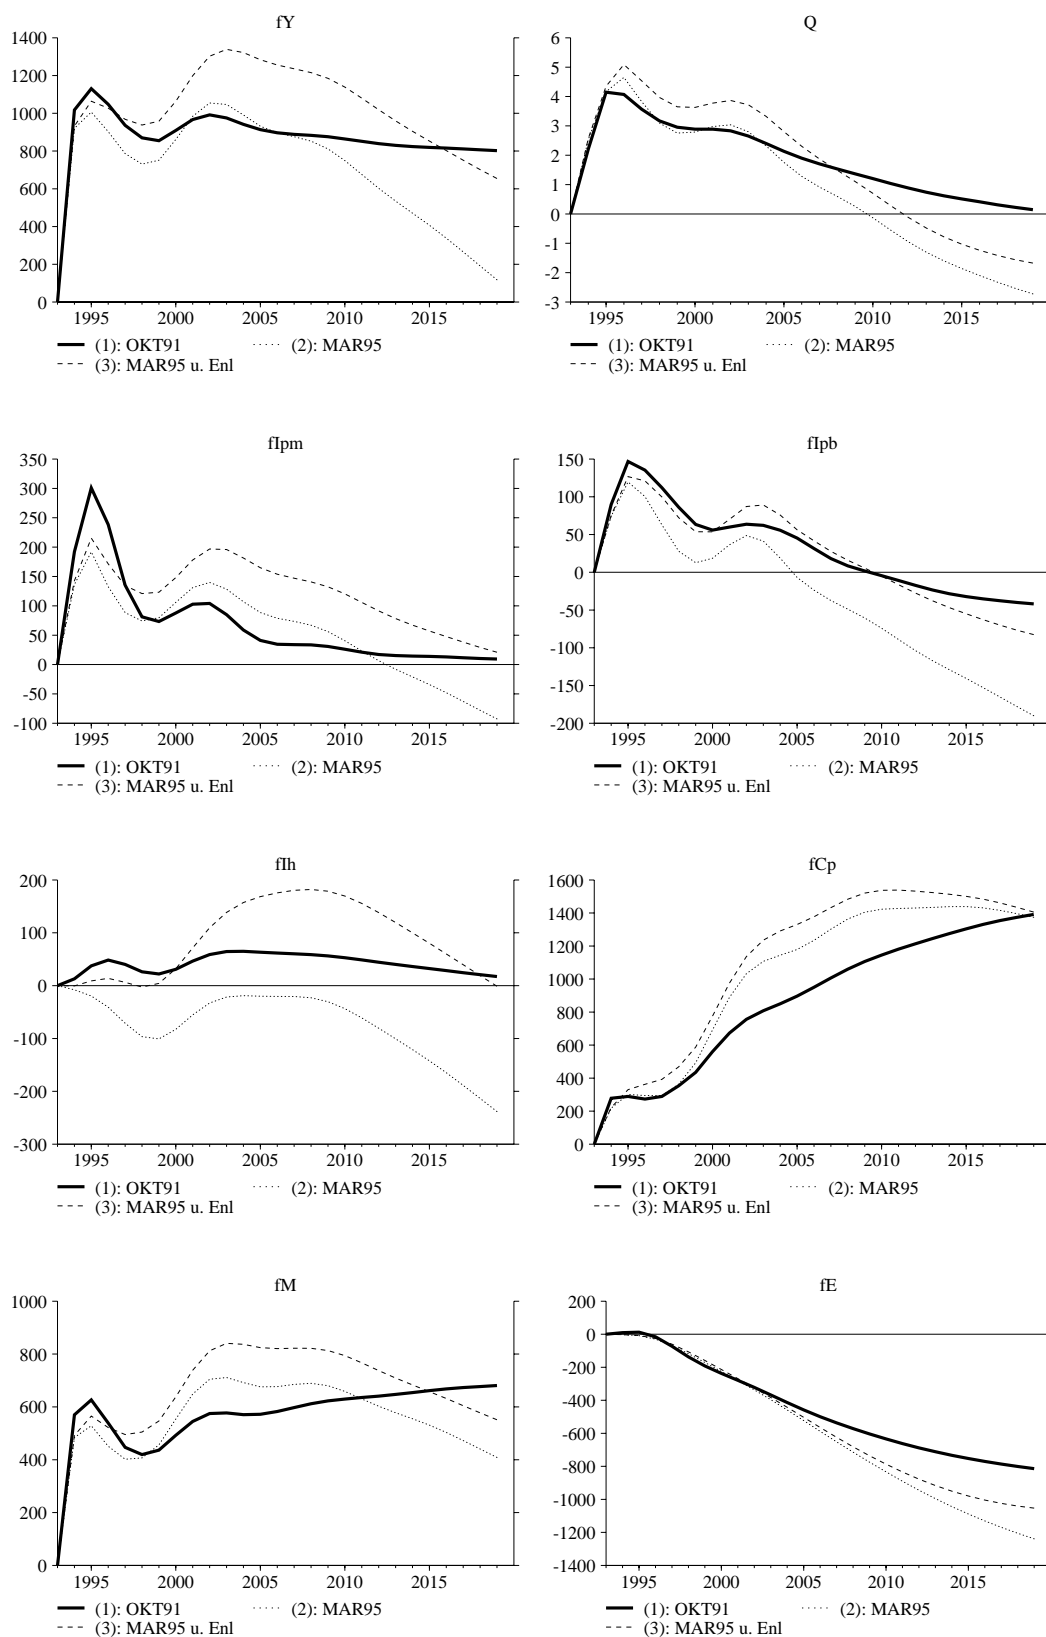 fY
1400
1200
1000
800
600
400
200
0
1995 2000 2005 2010 2015
(1): OKT91 (2): MAR95
(3): MAR95 u. Enl
Q
6
5
4
3
2
1
0
-1
-2
-3
1995 2000 2005 2010 2015
(1): OKT91 (2): MAR95
(3): MAR95 u. Enl
fIpm
350
300
250
200
150
100
50
0
-50
-100
1995 2000 2005 2010 2015
(1): OKT91 (2): MAR95
(3): MAR95 u. Enl
fIpb
150
100
50
0
-50
-100
-150
-200
1995 2000 2005 2010 2015
(1): OKT91 (2): MAR95
(3): MAR95 u. Enl
fIh
200
100
0
-100
-200
-300
1995 2000 2005 2010 2015
(1): OKT91 (2): MAR95
(3): MAR95 u. Enl
fCp
1600
1400
1200
1000
800
600
400
200
0
1995 2000 2005 2010 2015
(1): OKT91 (2): MAR95
(3): MAR95 u. Enl
fM
1000
800
600
400
200
0
1995 2000 2005 2010 2015
(1): OKT91 (2): MAR95
(3): MAR95 u. Enl
fE
200
0
-200
-400
-600
-800
-1000
-1200
-1400
1995 2000 2005 2010 2015
(1): OKT91 (2): MAR95
(3): MAR95 u. Enl